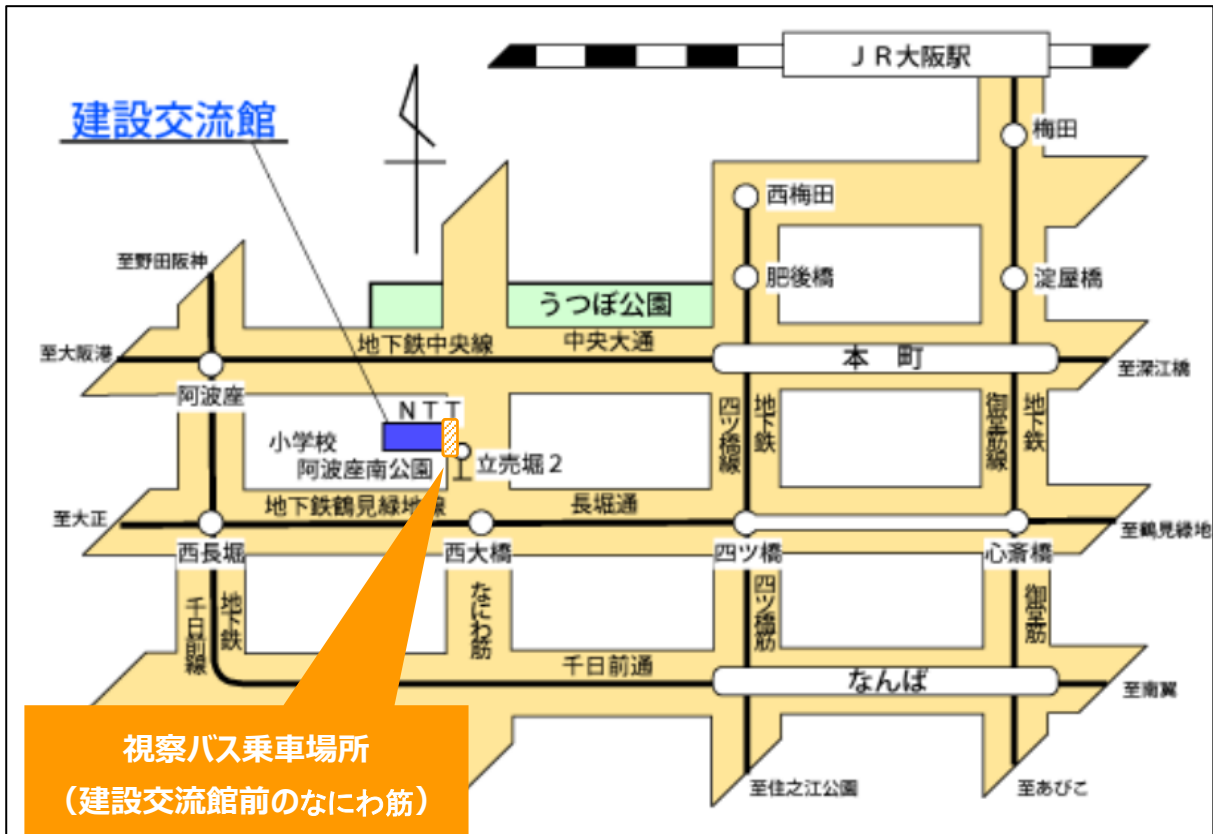 ＪＲ大阪駅
建設交流館
梅田
西梅田
至野田阪神
肥後橋
淀屋橋
うつぼ公園
地下鉄中央線
中央大通
至大阪港
本　町
至深江橋
阿波座
四ツ橋線
地下鉄
御堂筋線
地下鉄
ＮＴＴ
小学校
阿波座南公園
立売堀２
地下鉄鶴見緑地線
長堀通
至大正
至鶴見緑地
西長堀
西大橋
四ツ橋
心斎橋
千日前線
地下鉄
なにわ筋
四ツ橋筋
御堂筋
千日前通
なんば
至南巽
視察バス乗車場所
（建設交流館前のなにわ筋）
至住之江公園
至あびこ